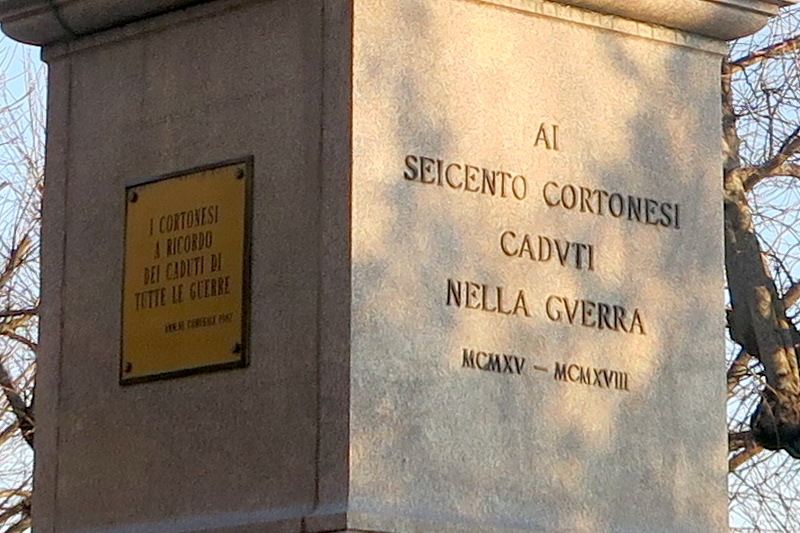 I CORTONESI
A RICORDO
DEI CADUTI DI
TUTTE LE GUERRE
AI
SEICENTO CORTONESI
CADVTI
NELLA GVERRA
MCMXV – MCMXVIII